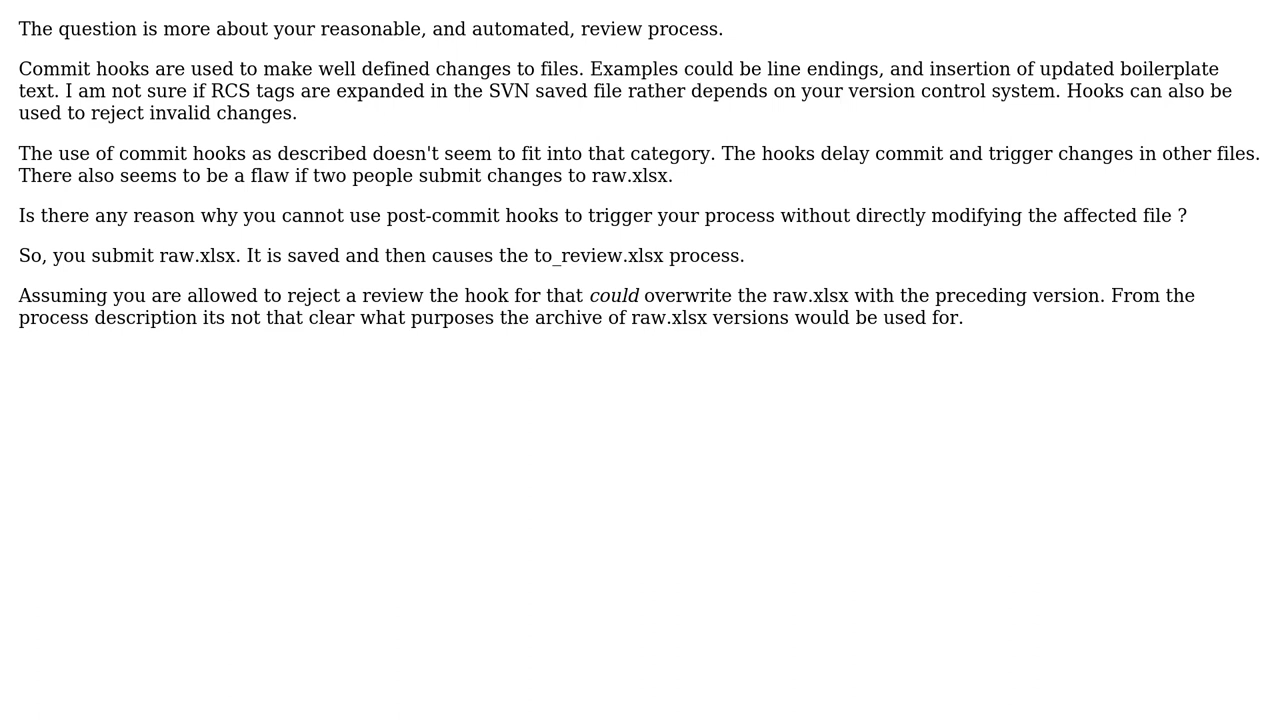 The question is more about your reasonable, and automated, review process.
Commit hooks are used to make well defined changes to files. Examples could be line endings, and insertion of updated boilerplate
text. I am not sure if RCS tags are expanded in the SVN saved file rather depends on your version control system. Hooks can also be
used to reject invalid changes.
The use of commit hooks as described doesn't seem to fit into that category. The hooks delay commit and trigger changes in other files.
There also seems to be a flaw if two people submit changes to raw.xlsx.
Is there any reason why you cannot use post-commit hooks to trigger your process without directly modifying the affected file ?
So, you submit raw.xlsx. It is saved and then causes the to_review.xlsx process.
Assuming you are allowed to reject a review the hook for that could overwrite the raw.xlsx with the preceding version. From the
process description its not that clear what purposes the archive of raw.xlsx versions would be used for.